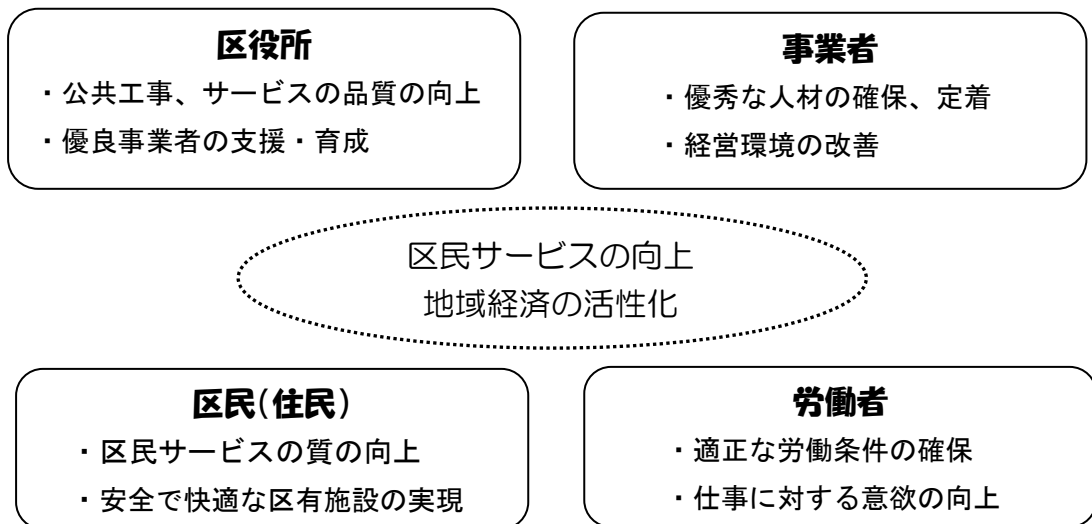 区役所
・公共工事、サービスの品質の向上
・優良事業者の支援・育成
事業者
・優秀な人材の確保、定着
・経営環境の改善
区民サービスの向上
地域経済の活性化
区民(住民)
・区民サービスの質の向上
・安全で快適な区有施設の実現
労働者
・適正な労働条件の確保
・仕事に対する意欲の向上